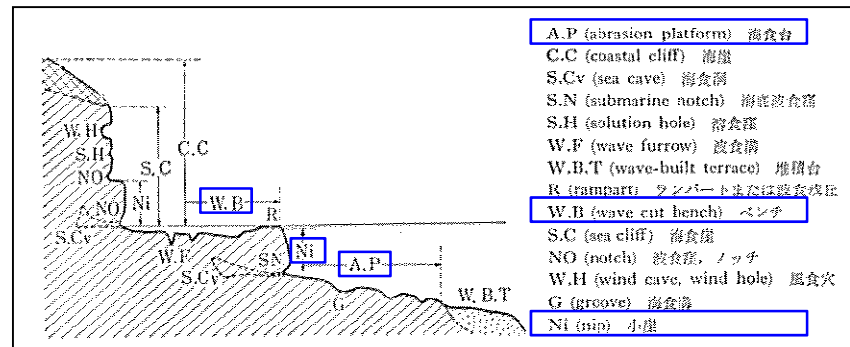 A.P (abrasion platform) 海食台
C.C (coastal cliff) 海崖
S.Cv (sea cave) 海食洞
S.N (submarine notch) 海底波食窪
S.H (solution hole) 溶食窪
W.F (wave furrow) 波食溝
W.B.T (wave-built terrace) 堆積台
R (rampart) ランパートまたは
W.B (wave cut bench) ベンチ
S.C (sea cliff) 海食崖
NO (notch) 波食窪, ノッチ
W.H (wind cave, wind hole) 風食穴
G (groove) 海食溝
Ni (nip) 小崖
W.H
S.H
NO
S.C
C.C
Ni
W.B
R
NO
S.Cv
W.F
S.Cv
SN
Ni
A.P
G
W.B.T